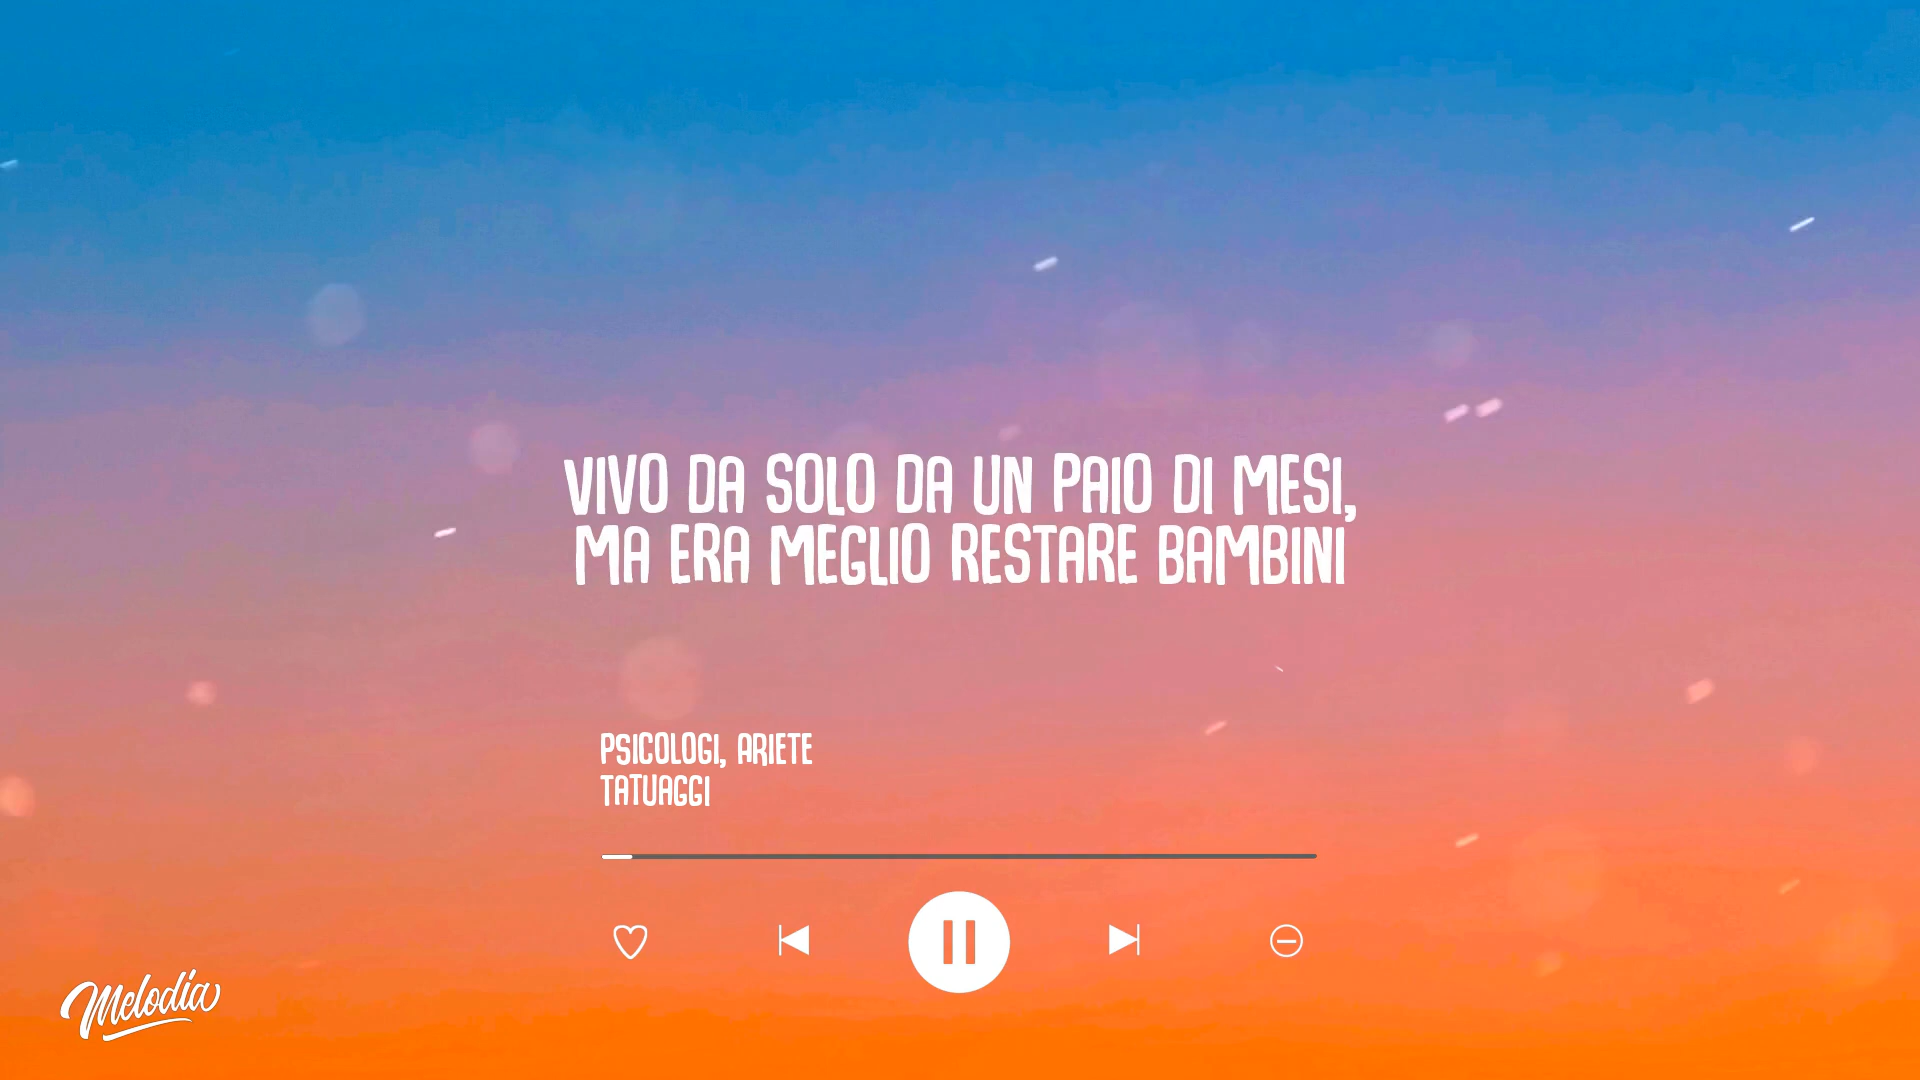 VIVO DA SOLO DA UN PAIO DI MESI,
MA ERA MEGLIO RESTARE BAMBINI
PSICOLOGI, ARIETE
TATUAGGI
Melodia